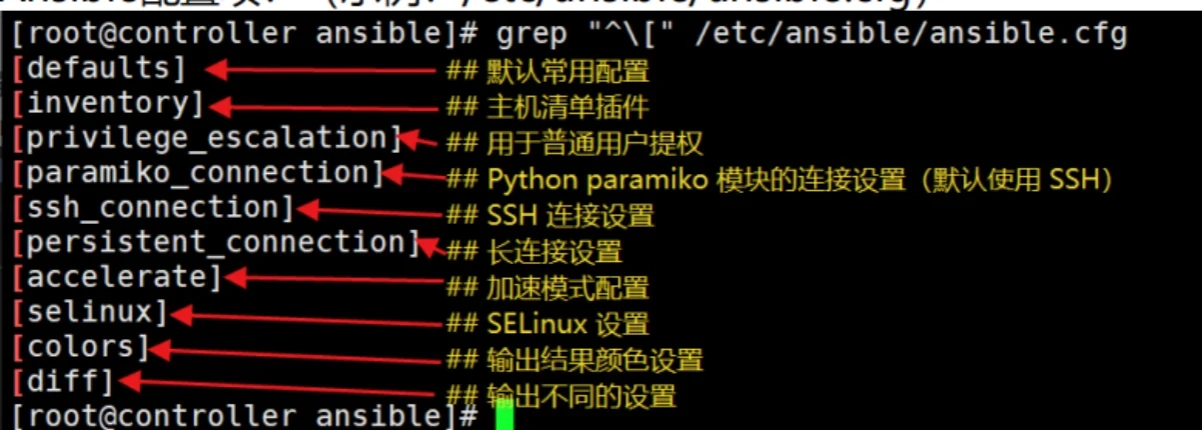 [root@controller ansible]# grep "^\[" /etc/ansible/ansible.cfg
[defaults] ## 默认常用配置
[inventory] ## 主机清单插件
[privilege_escalation] ## 用于普通用户提权
[paramiko_connection] ## Python paramiko 模块的连接设置（默认使用 SSH）
[ssh_connection] ## SSH 连接设置
[persistent_connection] ## 长连接设置
[accelerate] ## 加速模式配置
[selinux] ## SELinux 设置
[colors] ## 输出结果颜色设置
[diff] ## 输出不同的设置
[root@controller ansible]#